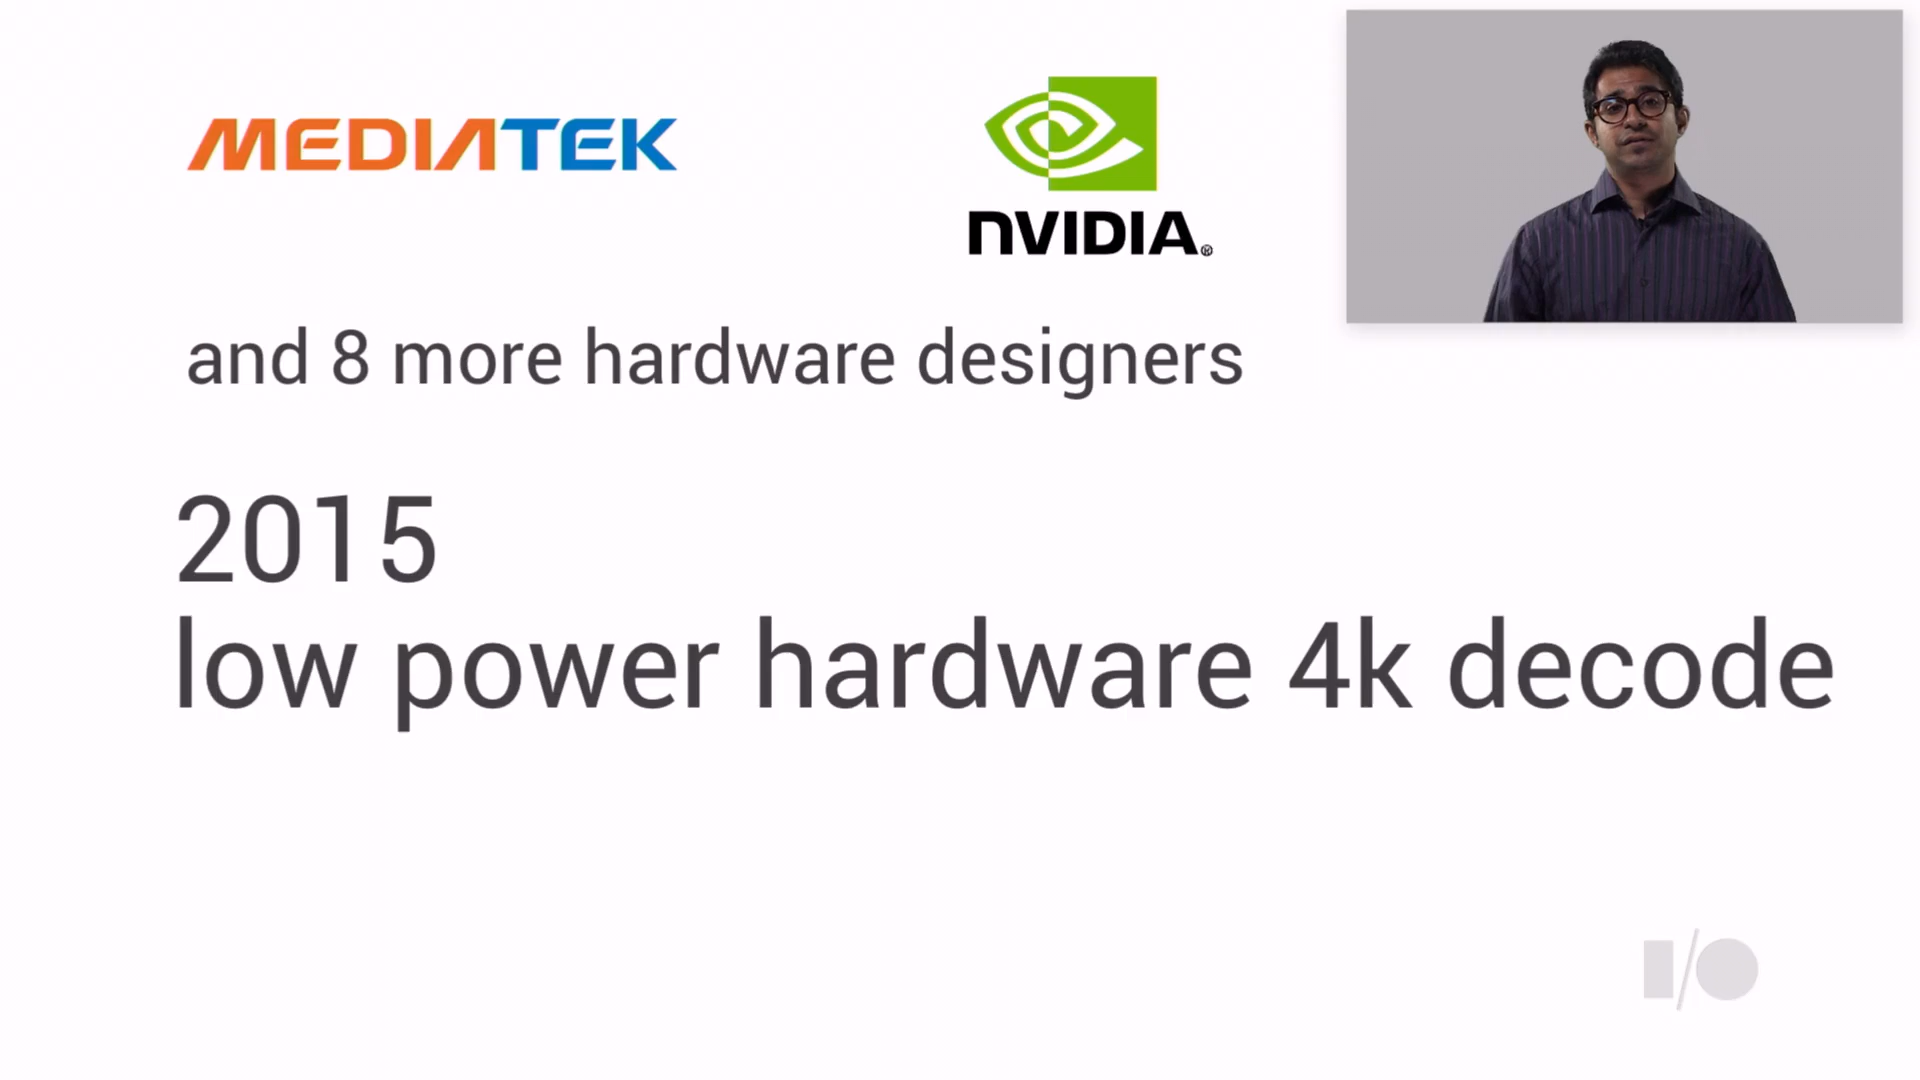 MEDIATEK
NVIDIA®
and 8 more hardware designers
2015
low power hardware 4k decode
I/O